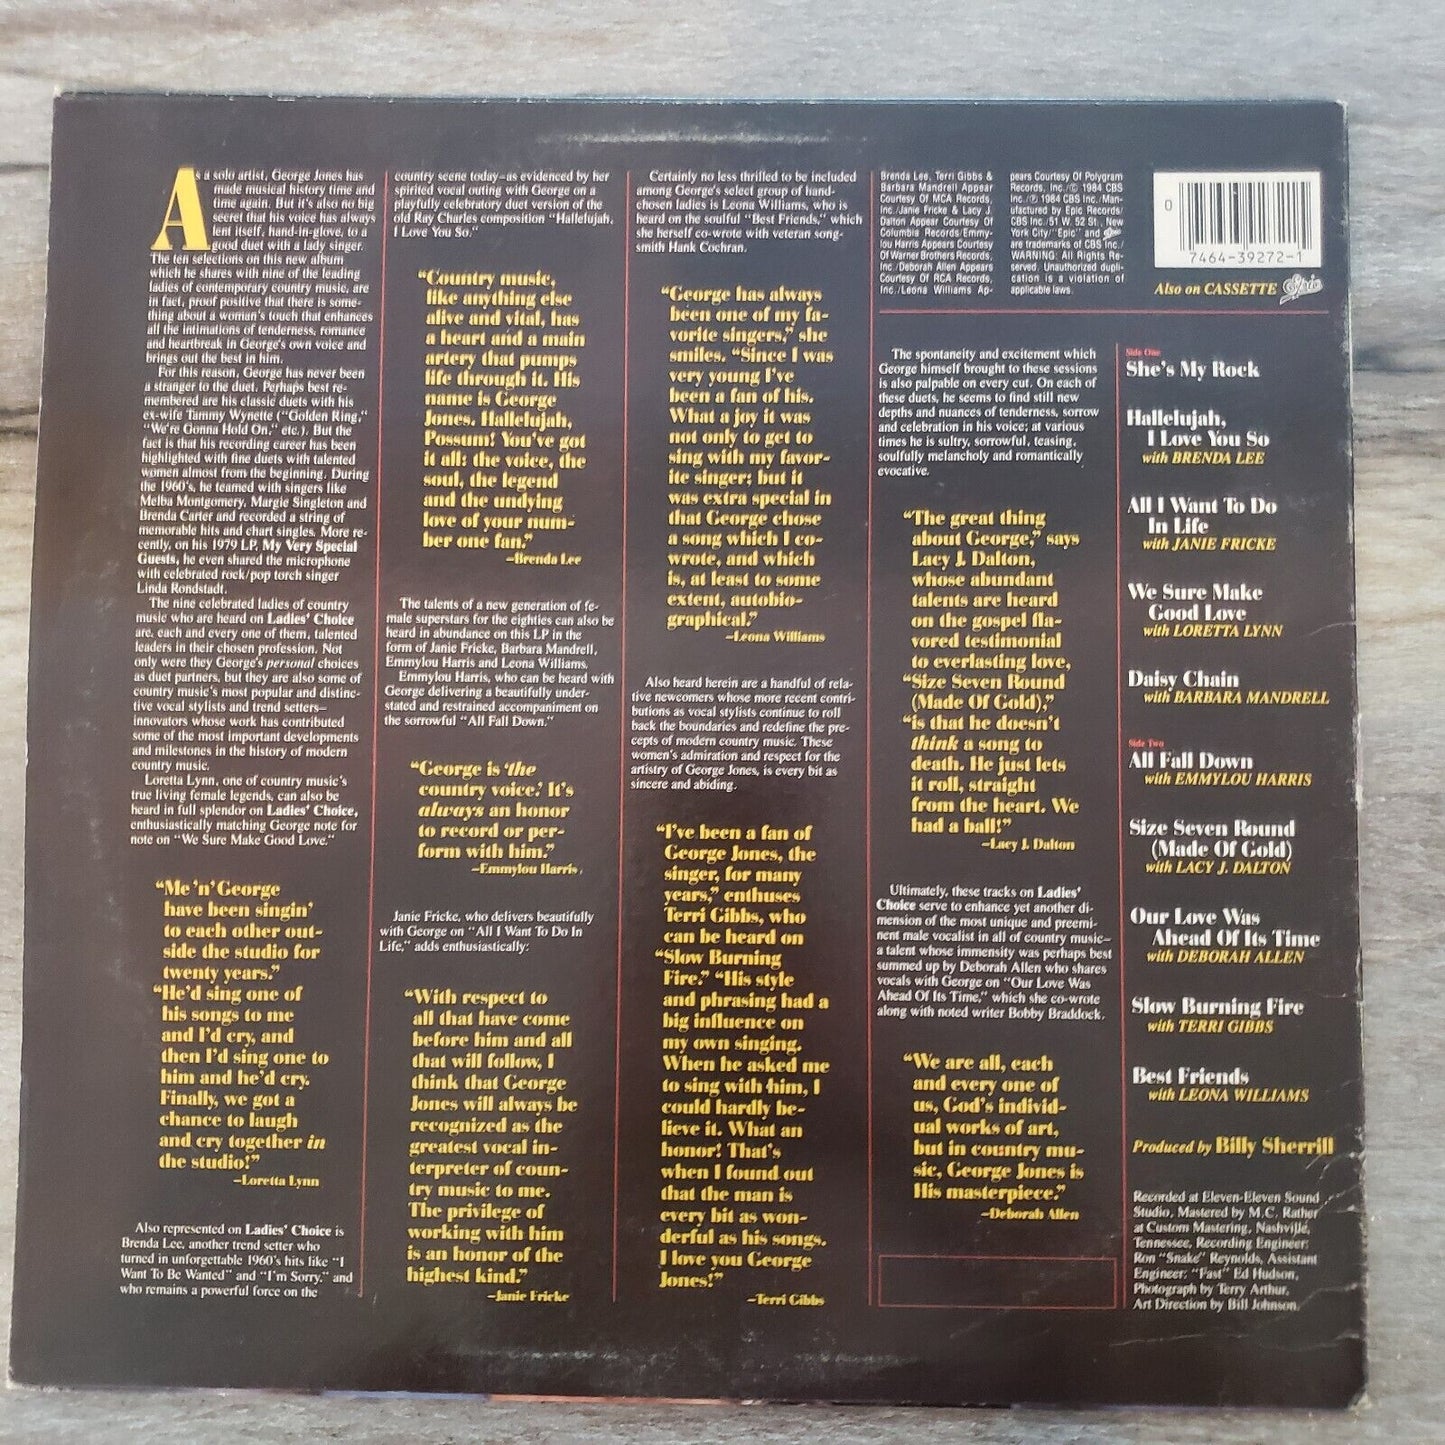 As a solo artist, George Jones has
made musical history time and
time again. But it's also no big
secret that his voice has always
lent itself, hand-in-glove, to a
good duet with a lady singer.
The ten selections on this new album
which he shares with nine of the leading
ladies of contemporary country music, are
in fact, proof positive that there is some-
thing about a woman's touch that enhances
all the intimations of tenderness, romance
and heartbreak in George's own voice and
brings out the best in him.
For this reason, George has never been
a stranger to the duet. Perhaps best re-
membered are his classic duets with his
ex-wife Tammy Wynette ("Golden Ring,"
"We're Gonna Hold On," etc.). But the
fact is that his recording career has been
highlighted with fine duets with talented
women almost from the beginning. During
the 1960's, he teamed with singers like
Melba Montgomery, Margie Singleton and
Brenda Carter and recorded a string of
memorable hits and chart singles. More re-
cently, on his 1979 LP, My Very Special
Guests, he even shared the microphone
with celebrated rock/pop torch singer
Linda Rondstadt.
The nine celebrated ladies of country
music who are heard on Ladies' Choice
are, each and every one of them, talented
leaders in their chosen profession. Not
only were they George's personal choices
as duet partners, but they are also some of
country music's most popular and distinc-
tive vocal stylists and trend setters—
innovators whose work has contributed
some of the most important developments
and milestones in the history of modern
country music.
Loretta Lynn, one of country music's
true living female legends, can also be
heard in full splendor on Ladies' Choice,
enthusiastically matching George note for
note on "We Sure Make Good Love."
"Me 'n' George
have been singin'
to each other out-
side the studio for
twenty years."
"He'd sing one of
his songs to me
and I'd cry, and
then I'd sing one to
him and he'd cry.
Finally, we got a
chance to laugh
and cry together in
the studio!"
—Loretta Lynn
Also represented on Ladies' Choice is
Brenda Lee, another trend setter who
turned in unforgettable 1960's hits like "I
Want To Be Wanted" and "I'm Sorry," and
who remains a powerful force on the
country scene today—as evidenced by her
spirited vocal outing with George on a
playfully celebratory duet version of the
old Ray Charles composition "Hallelujah,
I Love You So."
"Country music,
like anything else
alive and vital, has
a heart and a main
artery that pumps
life through it. His
name is George
Jones. Hallelujah,
Possum! You've got
it all: the voice, the
soul, the legend
and the undying
love of your num-
ber one fan."
—Brenda Lee
The talents of a new generation of fe-
male superstars for the eighties can also be
heard in abundance on this LP in the
form of Janie Fricke, Barbara Mandrell,
Emmylou Harris and Leona Williams.
Emmylou Harris, who can be heard with
George delivering a beautifully under-
stated and restrained accompaniment on
the sorrowful "All Fall Down."
"George is 'the
country voice.' It's
always an honor
to record or per-
form with him."
—Emmylou Harris
Janie Fricke, who delivers beautifully
with George on "All I Want To Do In
Life," adds enthusiastically:
"With respect to
all that have come
before him and all
that will follow, I
think that George
Jones will always be
recognized as the
greatest vocal in-
terpreter of coun-
try music to me.
The privilege of
working with him
is an honor of the
highest kind."
—Janie Fricke
Certainly no less thrilled to be included
among George's select group of hand-
chosen ladies is Leona Williams, who is
heard on the soulful "Best Friends," which
she herself co-wrote with veteran song-
smith Hank Cochran.
"George has always
been one of my fa-
vorite singers," she
smiles. "Since I was
very young I've
been a fan of his.
What a joy it was
not only to get to
sing with my favor-
ite singer; but it
was extra special in
that George chose
a song which I co-
wrote, and which
is, at least to some
extent, autobio-
graphical."
—Leona Williams
Also heard herein are a handful of rela-
tive newcomers whose more recent contri-
butions as vocal stylists continue to roll
back the boundaries and redefine the pre-
cepts of modern country music. These
women's admiration and respect for the
artistry of George Jones, is every bit as
sincere and abiding.
"I've been a fan of
George Jones, the
singer, for many
years," enthuses
Terri Gibbs, who
can be heard on
"Slow Burning
Fire." "His style
and phrasing had a
big influence on
my own singing.
When he asked me
to sing with him, I
could hardly be-
lieve it. What an
honor! That's
when I found out
that the man is
every bit as won-
derful as his songs.
I love you George
Jones!"
—Terri Gibbs
Brenda Lee, Terri Gibbs &
Barbara Mandrell Appear
Courtesy Of MCA Records,
Inc./Janie Fricke & Lacy J.
Dalton Appear Courtesy Of
Columbia Records/Emmy-
lou Harris Appears Courtesy
Of Warner Brothers Records,
Inc./Deborah Allen Appears
Courtesy Of RCA Records,
Inc./Leona Williams Ap-
pears Courtesy Of Polygram
Records, Inc./© 1984 CBS
Inc./℗ 1984 CBS Inc./Man-
ufactured by Epic Records/
CBS Inc./51 W. 52 St., New
York City/"Epic" and Epic
are trademarks of CBS Inc./
WARNING: All Rights Re-
served. Unauthorized dupli-
cation is a violation of
applicable laws.
0
7464-39272-1
Also on CASSETTE Epic
The spontaneity and excitement which
George himself brought to these sessions
is also palpable on every cut. On each of
these duets, he seems to find still new
depths and nuances of tenderness, sorrow
and celebration in his voice; at various
times he is sultry, sorrowful, teasing,
soulfully melancholy and romantically
evocative.
"The great thing
about George," says
Lacy J. Dalton,
whose abundant
talents are heard
on the gospel fla-
vored testimonial
to everlasting love,
"Size Seven Round
(Made Of Gold),"
"is that he doesn't
think a song to
death. He just lets
it roll, straight
from the heart. We
had a ball!"
—Lacy J. Dalton
Ultimately, these tracks on Ladies'
Choice serve to enhance yet another di-
mension of the most unique and preemi-
nent male vocalist in all of country music—
a talent whose immensity was perhaps best
summed up by Deborah Allen who shares
vocals with George on "Our Love Was
Ahead Of Its Time," which she co-wrote
along with noted writer Bobby Braddock.
"We are all, each
and every one of
us, God's individ-
ual works of art,
but in country mu-
sic, George Jones is
His masterpiece."
—Deborah Allen
Side One
She's My Rock
Hallelujah,
I Love You So
with BRENDA LEE
All I Want To Do
In Life
with JANIE FRICKE
We Sure Make
Good Love
with LORETTA LYNN
Daisy Chain
with BARBARA MANDRELL
Side Two
All Fall Down
with EMMYLOU HARRIS
Size Seven Round
(Made Of Gold)
with LACY J. DALTON
Our Love Was
Ahead Of Its Time
with DEBORAH ALLEN
Slow Burning Fire
with TERRI GIBBS
Best Friends
with LEONA WILLIAMS
Produced by Billy Sherrill
Recorded at Eleven-Eleven Sound
Studio, Mastered by M.C. Rather
at Custom Mastering, Nashville,
Tennessee, Recording Engineer:
Ron "Snake" Reynolds, Assistant
Engineer: "Fast" Ed Hudson,
Photograph by Terry Arthur,
Art Direction by Bill Johnson.